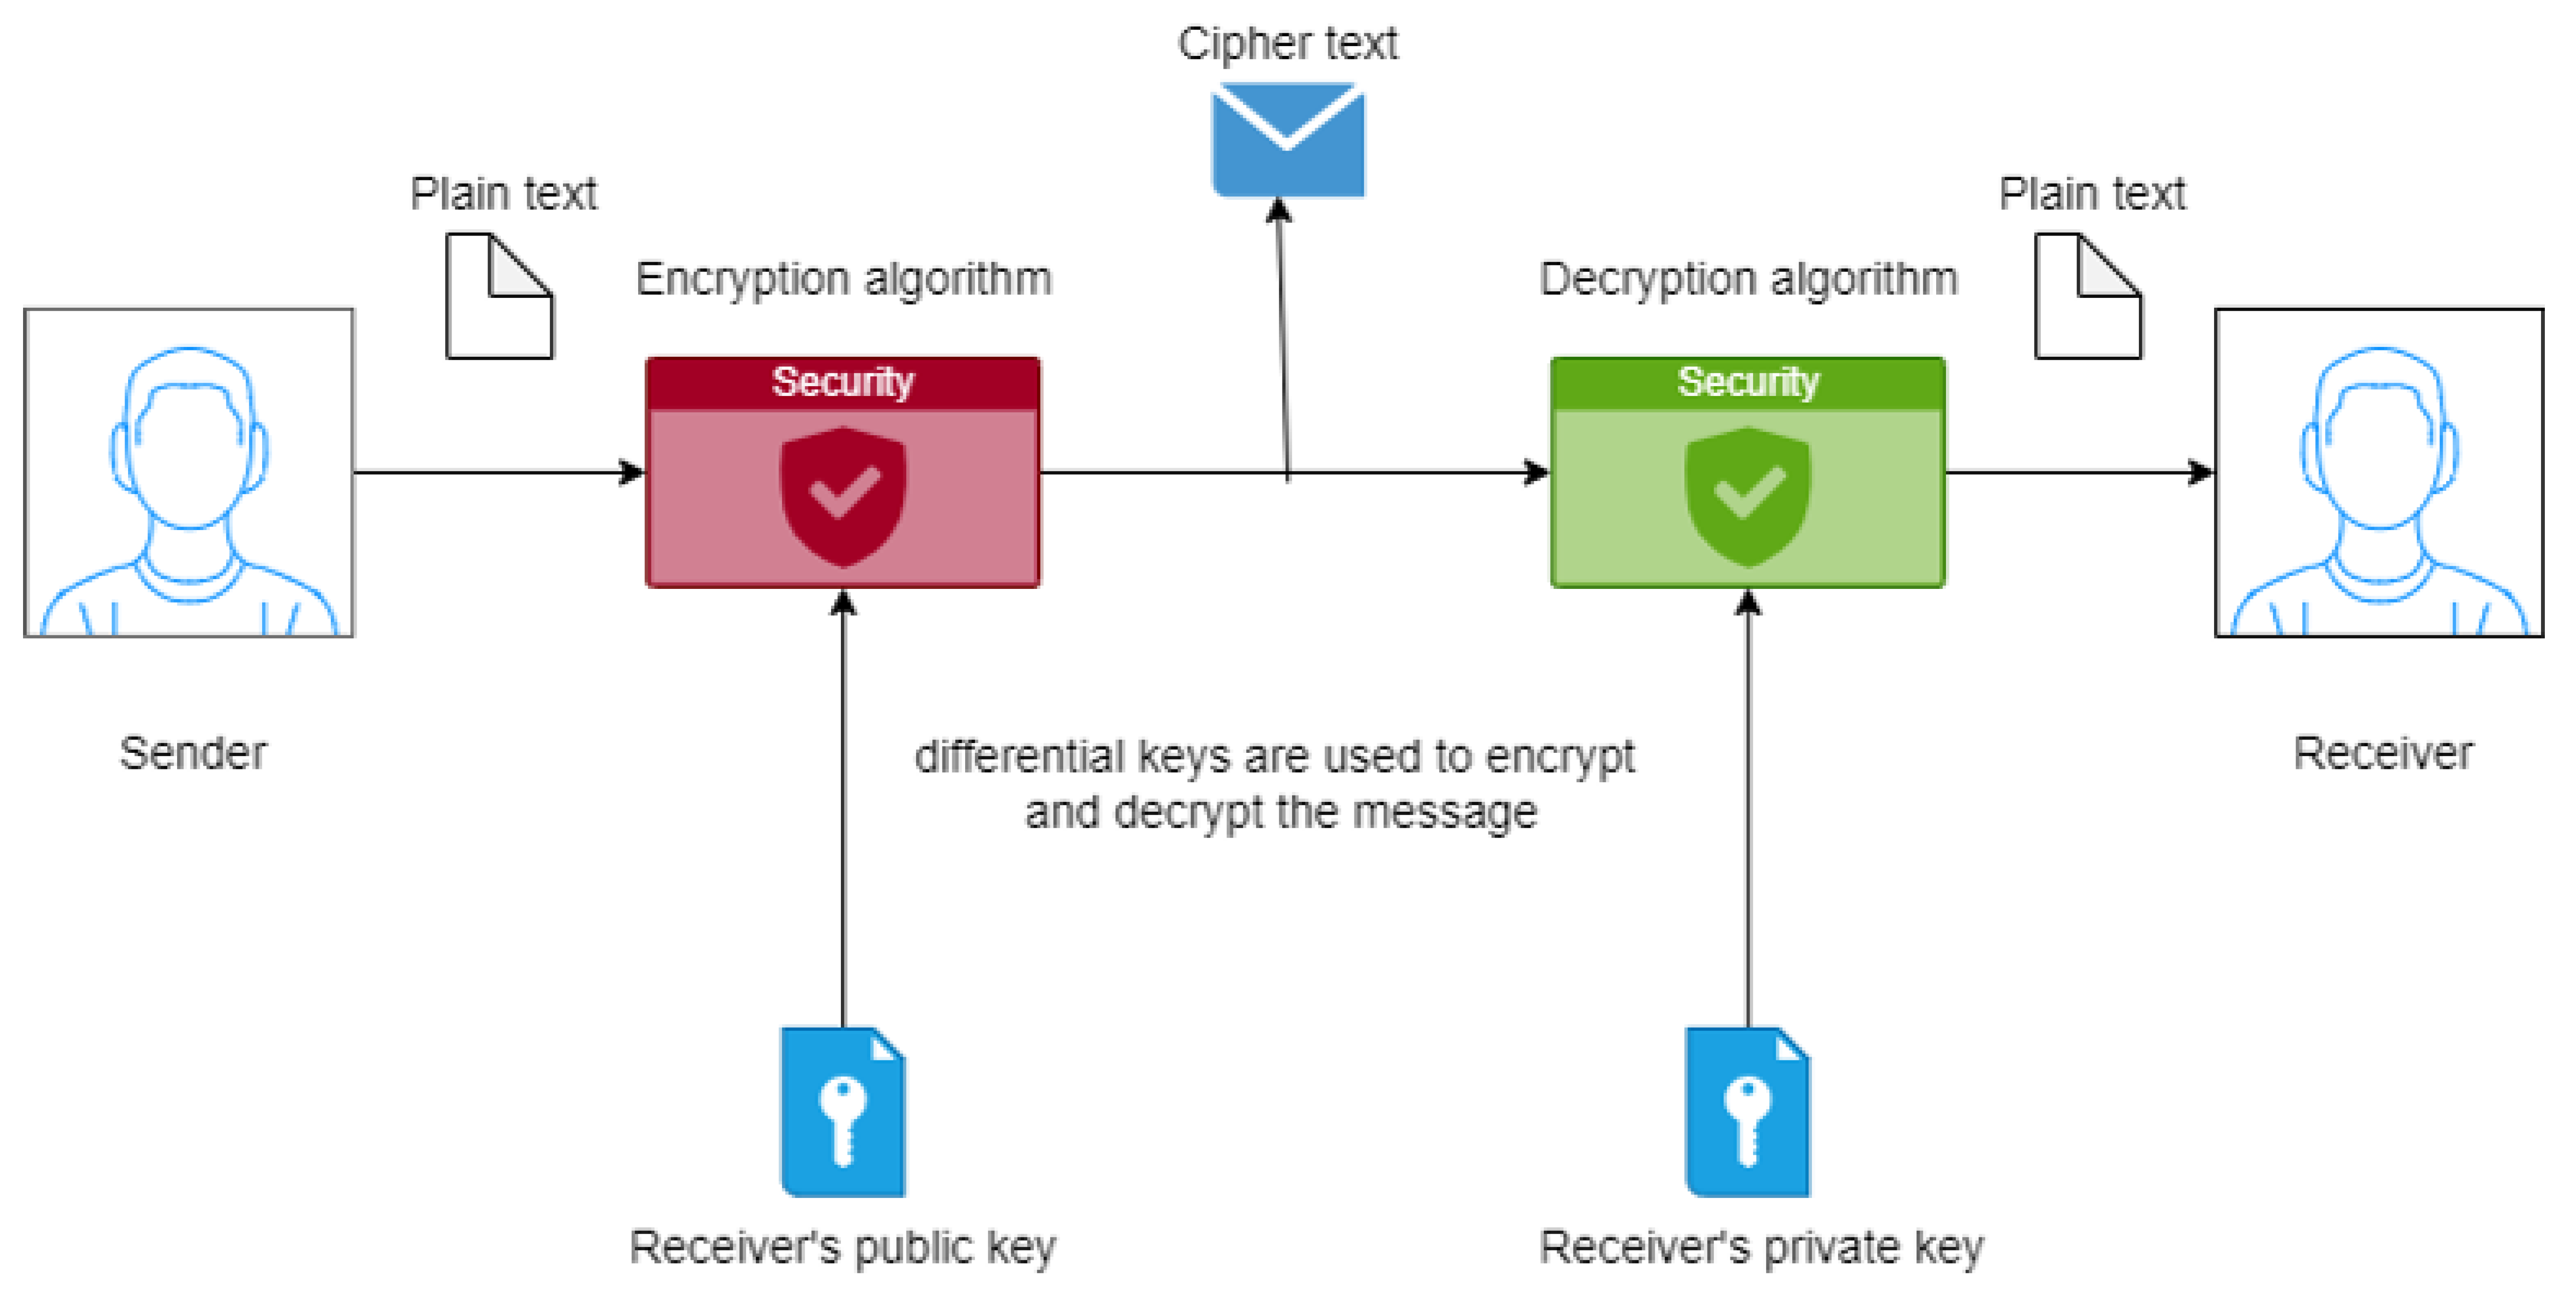 Cipher text
Plain text
Plain text
Encryption algorithm
Decryption algorithm
Security
Security
Sender
differential keys are used to encrypt
and decrypt the message
Receiver
Receiver's public key
Receiver's private key